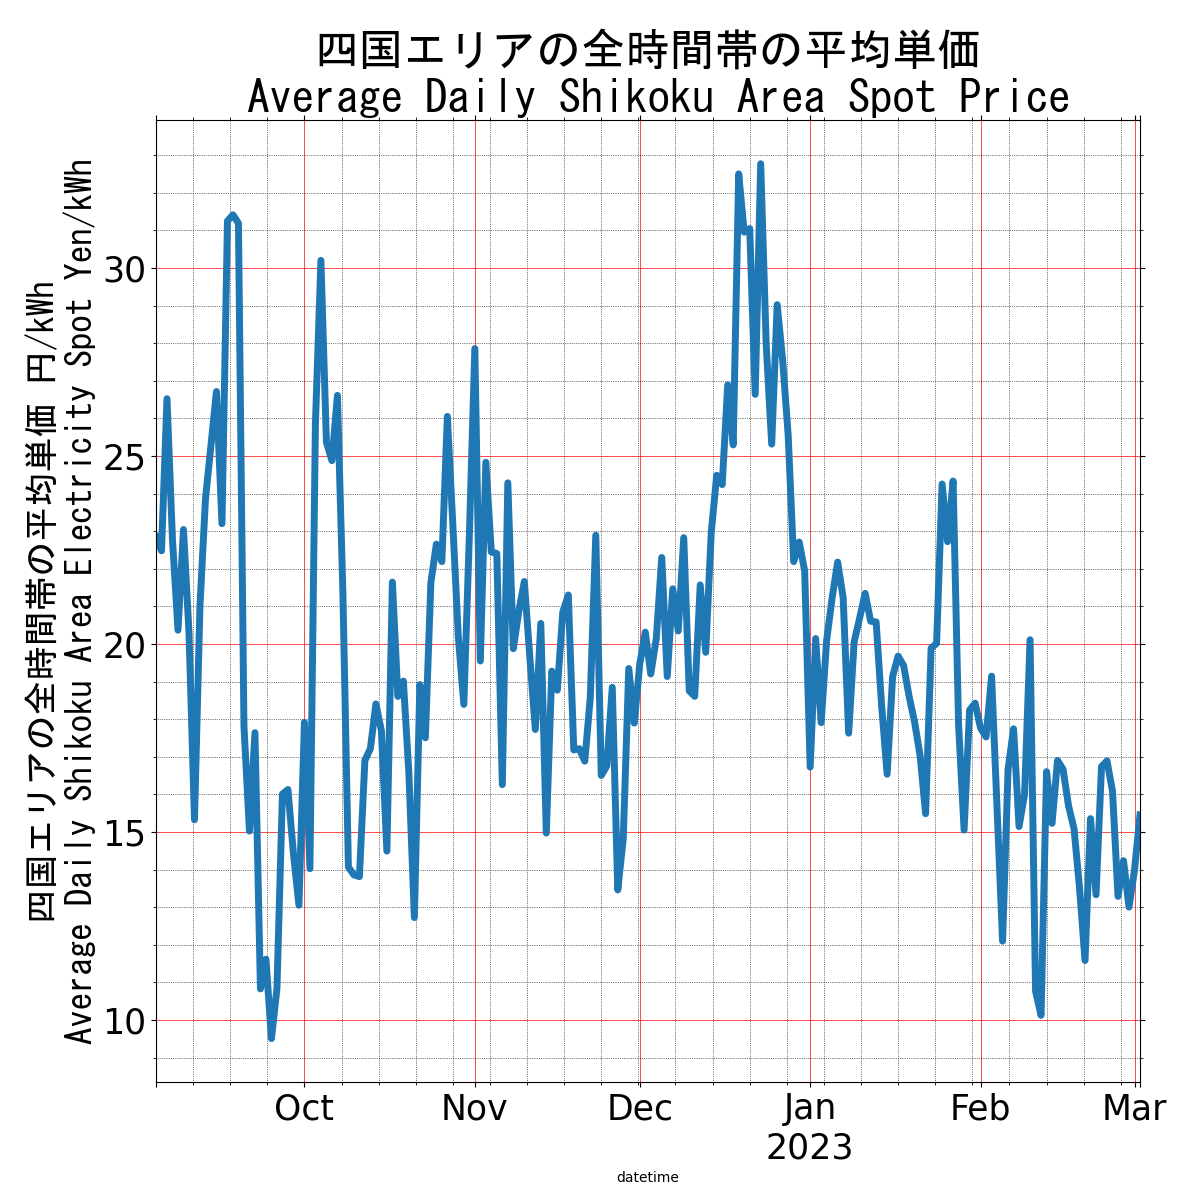 四国エリアの全時間帯の平均単価
Average Daily Shikoku Area Spot Price
四国エリアの全時間帯の平均単価 円/kWh
Average Daily Shikoku Area Electricity Spot Yen/kWh
30
25
20
15
10
Oct
Nov
Dec
Jan
2023
Feb
Mar
datetime